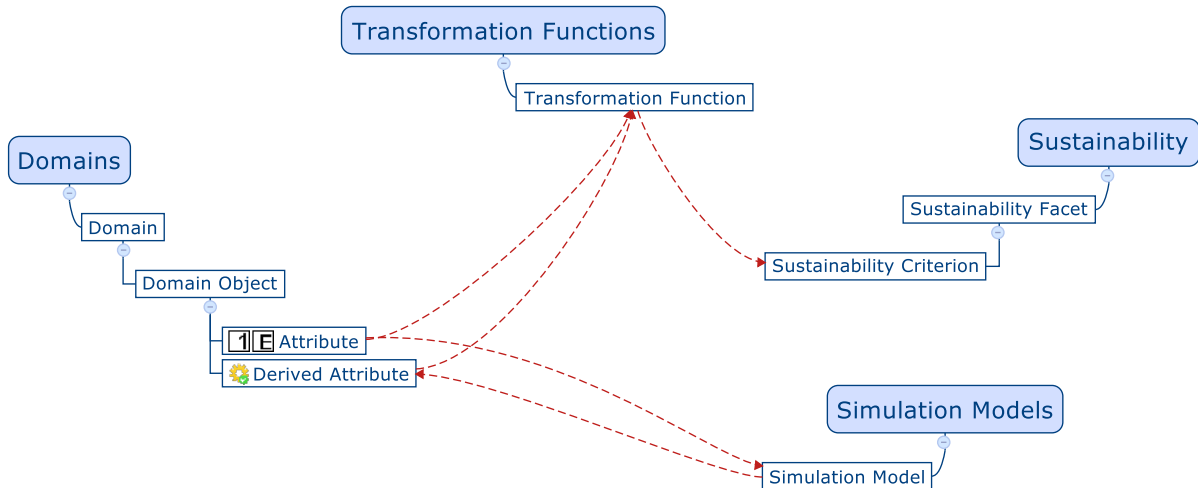 Transformation Functions
Transformation Function
Domains
Domain
Domain Object
1 E Attribute
Derived Attribute
Sustainability
Sustainability Facet
Sustainability Criterion
Simulation Models
Simulation Model